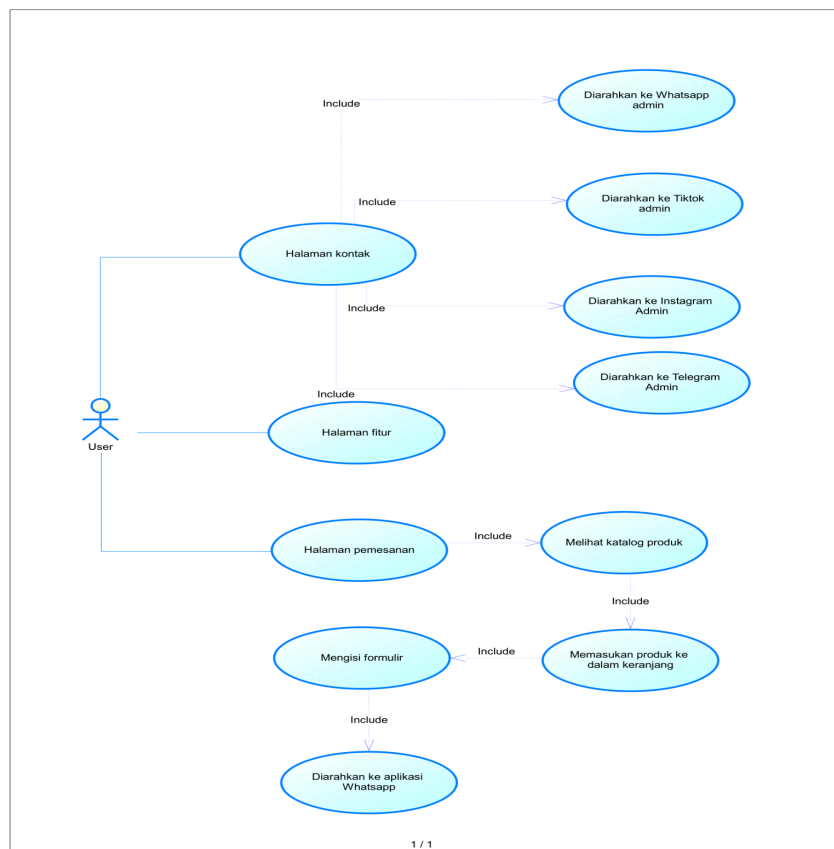 Diarahkan ke Whatsapp
admin
Include
Include
Diarahkan ke Tiktok
admin
Halaman kontak
Diarahkan ke Instagram
Admin
Include
Diarahkan ke Telegram
Admin
Include
Halaman fitur
User
Include
Melihat katalog produk
Halaman pemesanan
Include
Mengisi formulir
Include
Memasukan produk ke
dalam keranjang
Include
Diarahkan ke aplikasi
Whatsapp
1 / 1